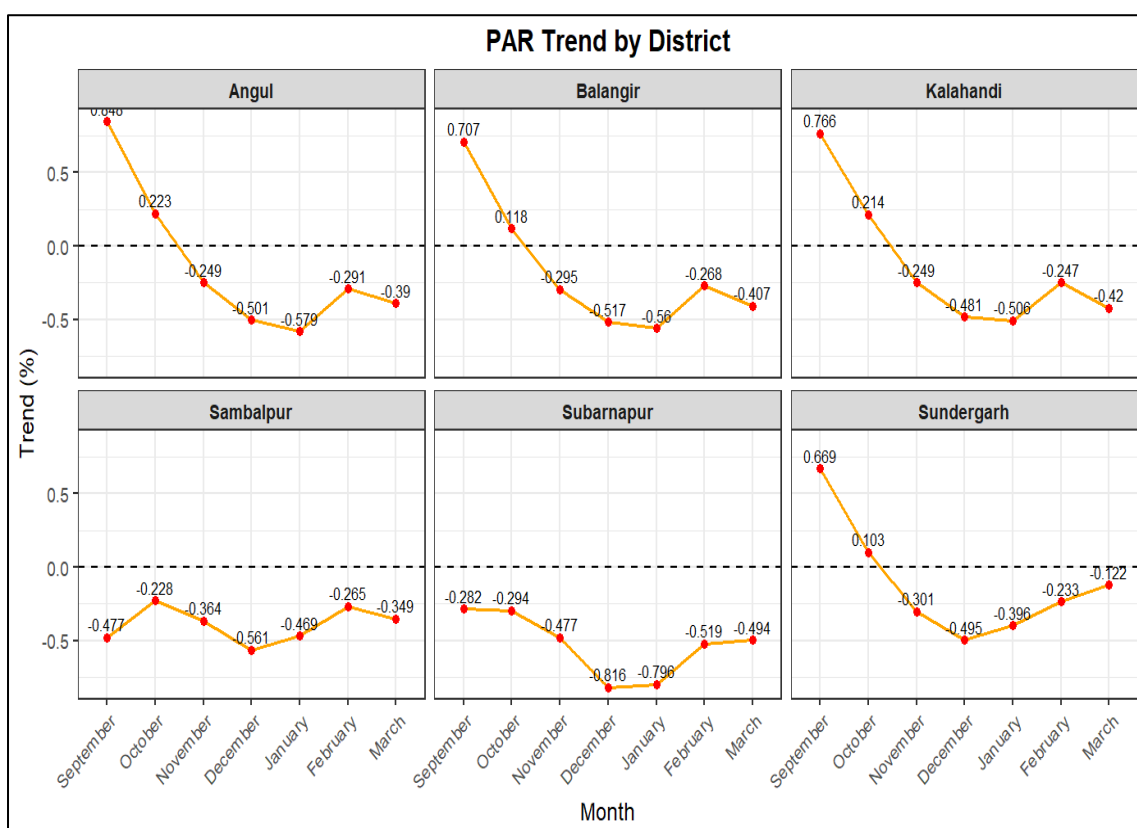 PAR Trend by District
Angul
Balangir
Kalahandi
0.848
0.223
-0.249
-0.501
-0.579
-0.291
-0.39
0.707
0.118
-0.295
-0.517
-0.56
-0.268
-0.407
0.766
0.214
-0.249
-0.481
-0.506
-0.247
-0.42
0.5
0.0
-0.5
Trend (%)
Sambalpur
Subarnapur
Sundergarh
-0.477
-0.228
-0.364
-0.561
-0.469
-0.265
-0.349
-0.282
-0.294
-0.477
-0.816
-0.796
-0.519
-0.494
0.669
0.103
-0.301
-0.495
-0.396
-0.233
-0.122
0.5
0.0
-0.5
September
October
November
December
January
February
March
September
October
November
December
January
February
March
September
October
November
December
January
February
March
Month